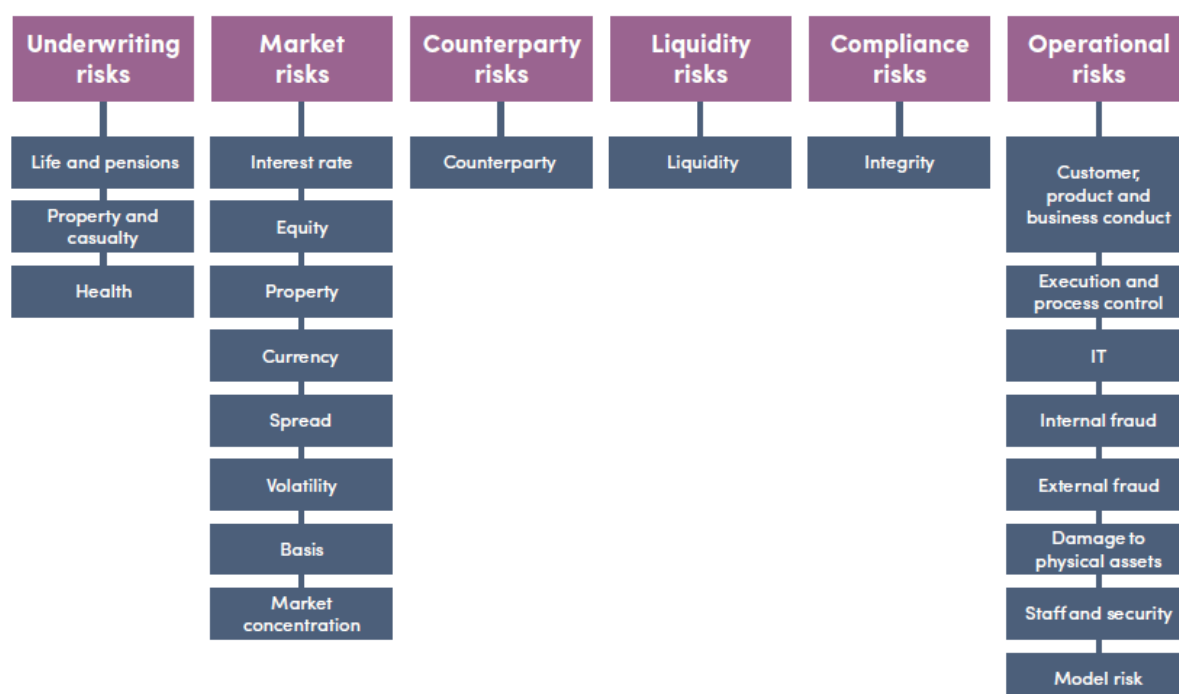 Underwriting
risks
Life and pensions
Property and
casualty
Health
Market
risks
Interest rate
Equity
Property
Currency
Spread
Volatility
Basis
Market
concentration
Counterparty
risks
Counterparty
Liquidity
risks
Liquidity
Compliance
risks
Integrity
Operational
risks
Customer,
product and
business conduct
Execution and
process control
IT
Internal fraud
External fraud
Damage to
physical assets
Staff and security
Model risk